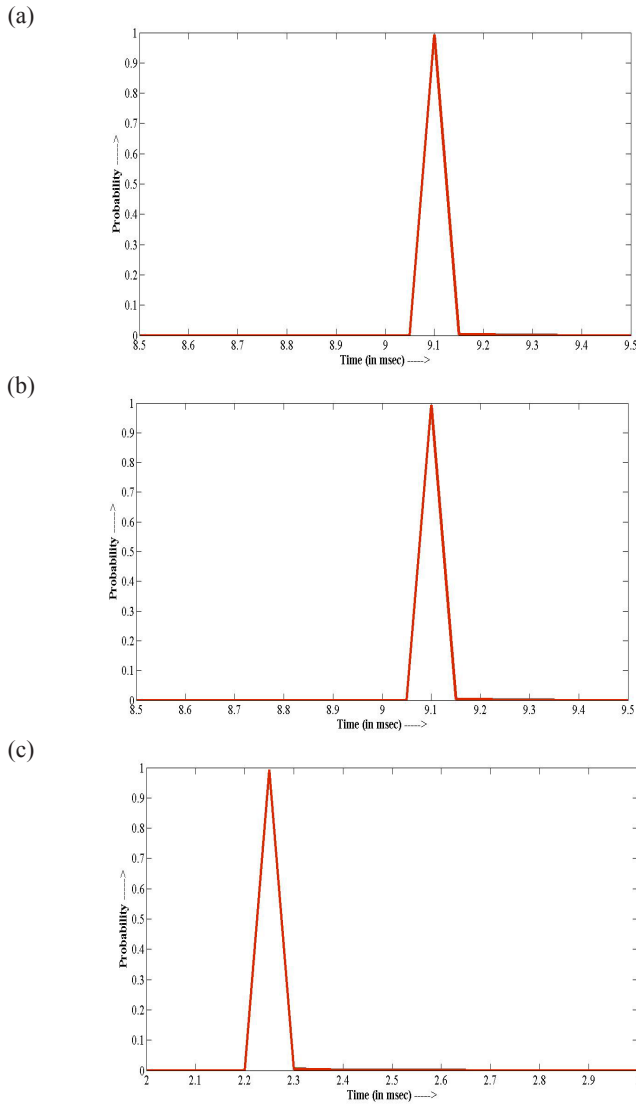 (a)
1
0.9
0.8
0.7
0.6
0.5
0.4
0.3
0.2
0.1
0
Probability ----->
8.5 8.6 8.7 8.8 8.9 9 9.1 9.2 9.3 9.4 9.5
Time (in msec) ----->
(b)
1
0.9
0.8
0.7
0.6
0.5
0.4
0.3
0.2
0.1
0
Probability ----->
8.5 8.6 8.7 8.8 8.9 9 9.1 9.2 9.3 9.4 9.5
Time (in msec) ----->
(c)
1
0.9
0.8
0.7
0.6
0.5
0.4
0.3
0.2
0.1
0
Probability ----->
2 2.1 2.2 2.3 2.4 2.5 2.6 2.7 2.8 2.9
Time (in msec) ----->